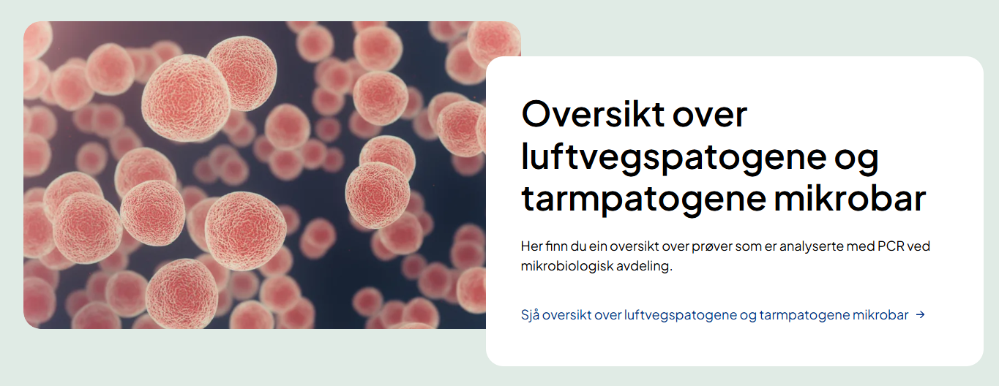 Oversikt over
luftvegspatogene og
tarmpatogene mikrobar
Her finn du ein oversikt over prøver som er analyserte med PCR ved
mikrobiologisk avdeling.
Sjå oversikt over luftvegspatogene og tarmpatogene mikrobar →